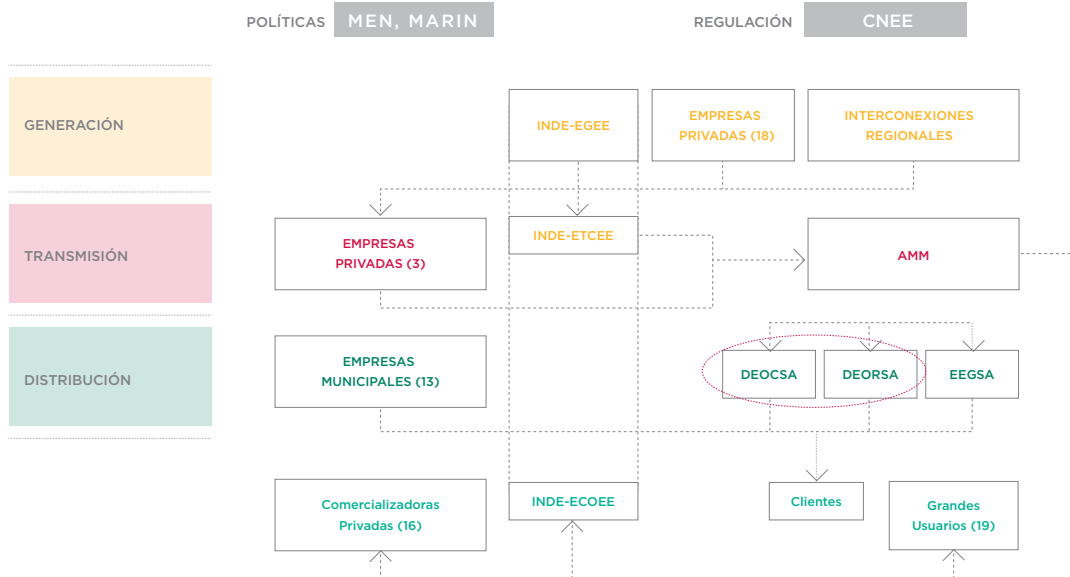 POLÍTICAS MEN, MARIN REGULACIÓN CNEE
GENERACIÓN
INDE-EGEE
EMPRESAS
PRIVADAS (18)
INTERCONEXIONES
REGIONALES
TRANSMISIÓN
EMPRESAS
PRIVADAS (3)
INDE-ETCEE
AMM
DISTRIBUCIÓN
EMPRESAS
MUNICIPALES (13)
DEOCSA
DEORSA
EEGSA
Comercializadoras
Privadas (16)
INDE-ECOEE
Clientes
Grandes
Usuarios (19)